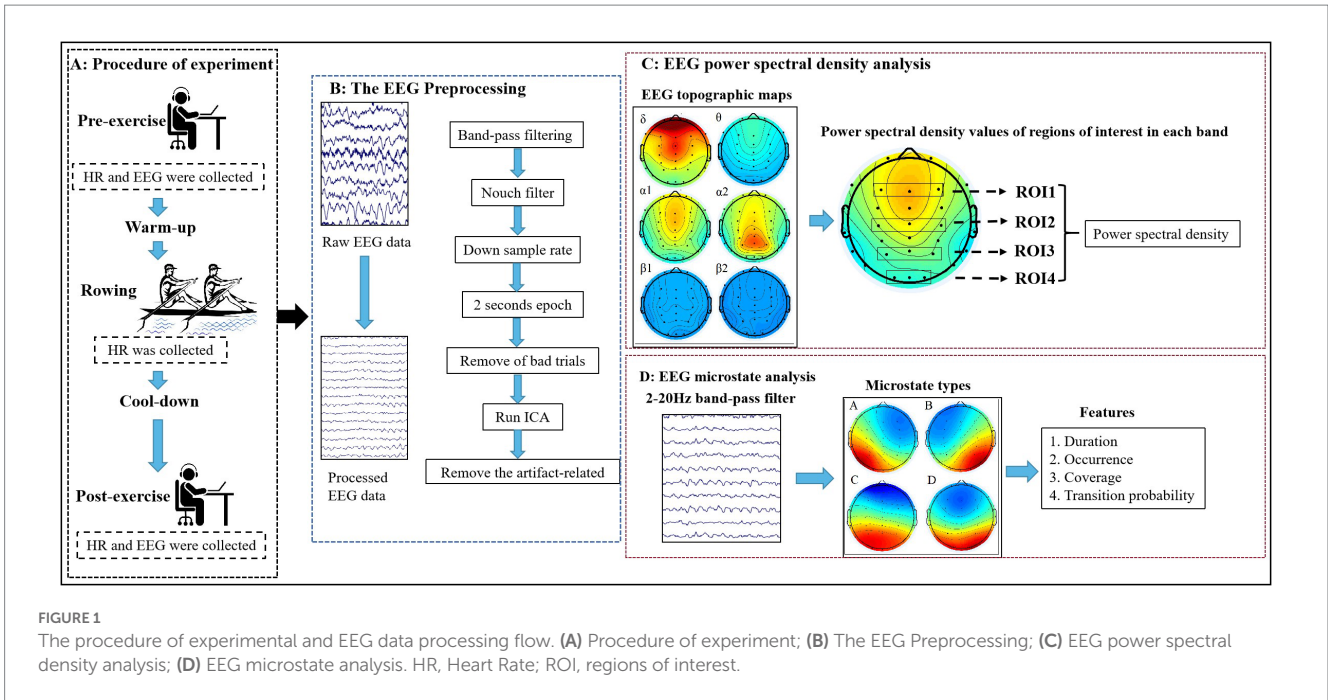 A: Procedure of experiment
Pre-exercise
HR and EEG were collected
Warm-up
Rowing
HR was collected
Cool-down
Post-exercise
HR and EEG were collected
B: The EEG Preprocessing
Raw EEG data
Processed
EEG data
Band-pass filtering
Nouch filter
Down sample rate
2 seconds epoch
Remove of bad trials
Run ICA
Remove the artifact-related
C: EEG power spectral density analysis
EEG topographic maps
δ θ
α1 α2
β1 β2
Power spectral density values of regions of interest in each band
ROI1
ROI2
ROI3
ROI4
Power spectral density
D: EEG microstate analysis
2-20Hz band-pass filter
Microstate types
A B
C D
Features
1. Duration
2. Occurrence
3. Coverage
4. Transition probability
FIGURE 1
The procedure of experimental and EEG data processing flow. (A) Procedure of experiment; (B) The EEG Preprocessing; (C) EEG power spectral
density analysis; (D) EEG microstate analysis. HR, Heart Rate; ROI, regions of interest.